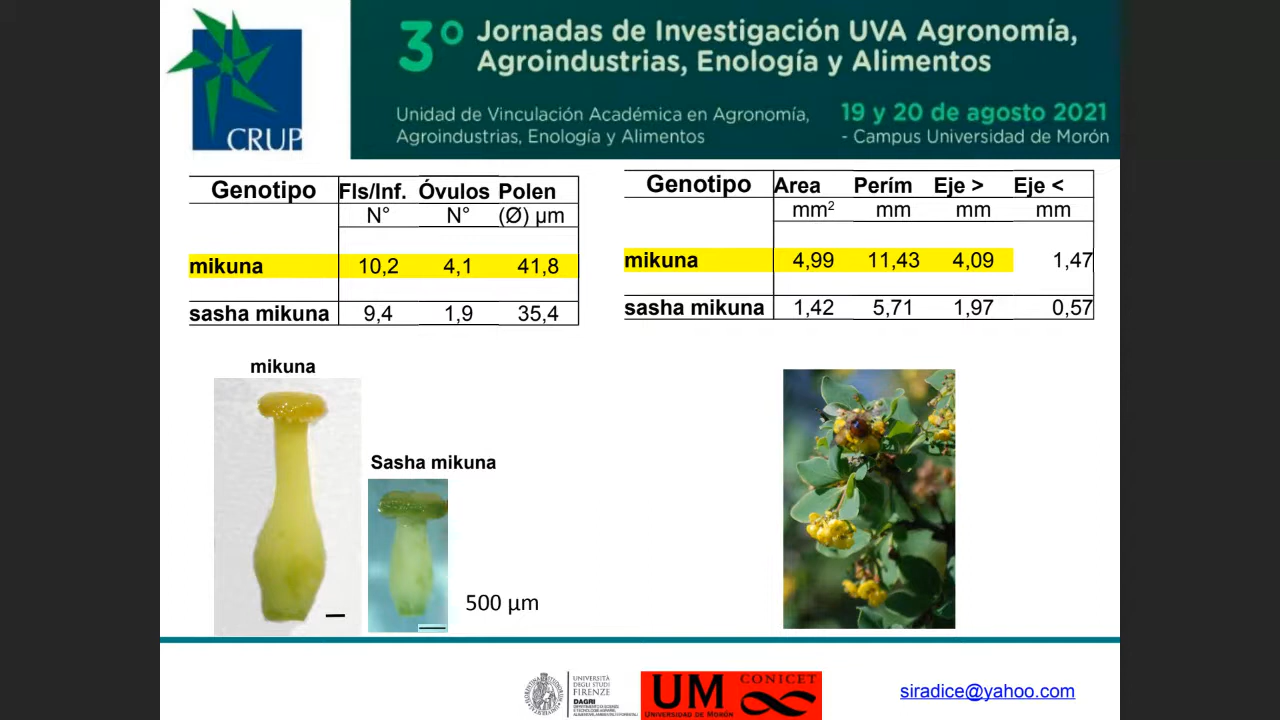 3° Jornadas de Investigación UVA Agronomía,
Agroindustrias, Enología y Alimentos
Unidad de Vinculación Académica en Agronomía,
Agroindustrias, Enología y Alimentos
19 y 20 de agosto 2021
- Campus Universidad de Morón
CRUP
Genotipo Fls/Inf. Óvulos Polen
N° N° (Ø) µm
mikuna 10,2 4,1 41,8
sasha mikuna 9,4 1,9 35,4
Genotipo Area Perím Eje > Eje <
mm² mm mm mm
mikuna 4,99 11,43 4,09 1,47
sasha mikuna 1,42 5,71 1,97 0,57
mikuna
Sasha mikuna
500 µm
UNIVERSITÀ
DEGLI STUDI
FIRENZE
DAGRI
UM
UNIVERSIDAD DE MORÓN
CONICET
siradice@yahoo.com